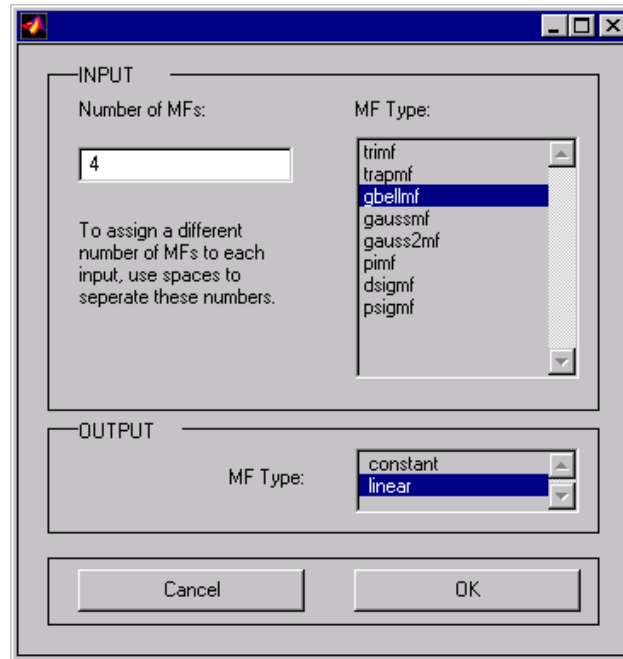 INPUT
Number of MFs:
4
To assign a different
number of MFs to each
input, use spaces to
seperate these numbers.
MF Type:
trimf
trapmf
gbellmf
gaussmf
gauss2mf
pimf
dsigmf
psigmf
OUTPUT
MF Type:
constant
linear
Cancel
OK